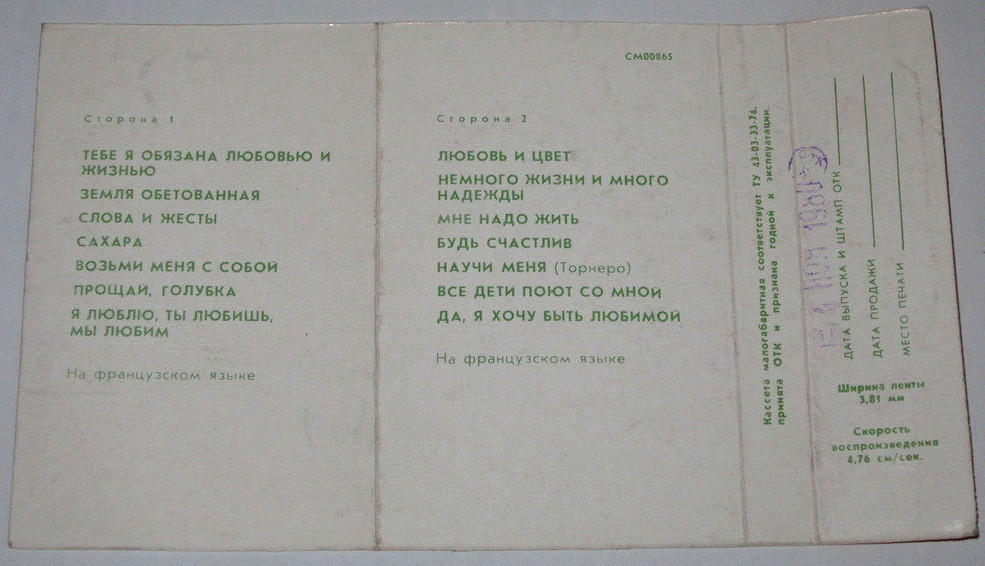 Сторона 1
ТЕБЕ Я ОБЯЗАНА ЛЮБОВЬЮ И
ЖИЗНЬЮ
ЗЕМЛЯ ОБЕТОВАННАЯ
СЛОВА И ЖЕСТЫ
САХАРА
ВОЗЬМИ МЕНЯ С СОБОЙ
ПРОЩАЙ, ГОЛУБКА
Я ЛЮБЛЮ, ТЫ ЛЮБИШЬ,
МЫ ЛЮБИМ
На французском языке
СМ00865
Сторона 2
ЛЮБОВЬ И ЦВЕТ
НЕМНОГО ЖИЗНИ И МНОГО
НАДЕЖДЫ
МНЕ НАДО ЖИТЬ
БУДЬ СЧАСТЛИВ
НАУЧИ МЕНЯ (Торнеро)
ВСЕ ДЕТИ ПОЮТ СО МНОЙ
ДА, Я ХОЧУ БЫТЬ ЛЮБИМОЙ
На французском языке
Кассета малогабаритная соответствует ТУ 43-03-33-76,
принята ОТК и признана годной к эксплуатации.
ДАТА ВЫПУСКА И ШТАМП ОТК
ДАТА ПРОДАЖИ
МЕСТО ПЕЧАТИ
Ширина ленты
3,81 мм
Скорость
воспроизведения
4,76 см/сек.